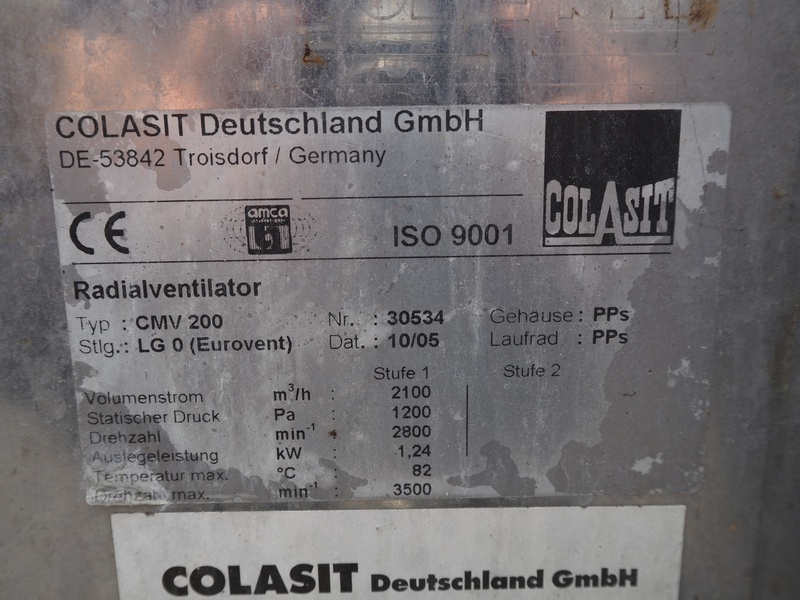 COLASIT Deutschland GmbH
DE-53842 Troisdorf / Germany
COLASIT
CE
amca
ISO 9001
Radialventilator
Typ : CMV 200 Nr. : 30534 Gehäuse : PPs
Stlg.: LG 0 (Eurovent) Dat. : 10/05 Laufrad : PPs
Stufe 1 Stufe 2
Volumenstrom m³/h : 2100
Statischer Druck Pa : 1200
Drehzahl min⁻¹ : 2800
Auslegeleistung kW : 1,24
Temperatur max. °C : 82
Drehzahl max. min⁻¹ : 3500
COLASIT Deutschland GmbH